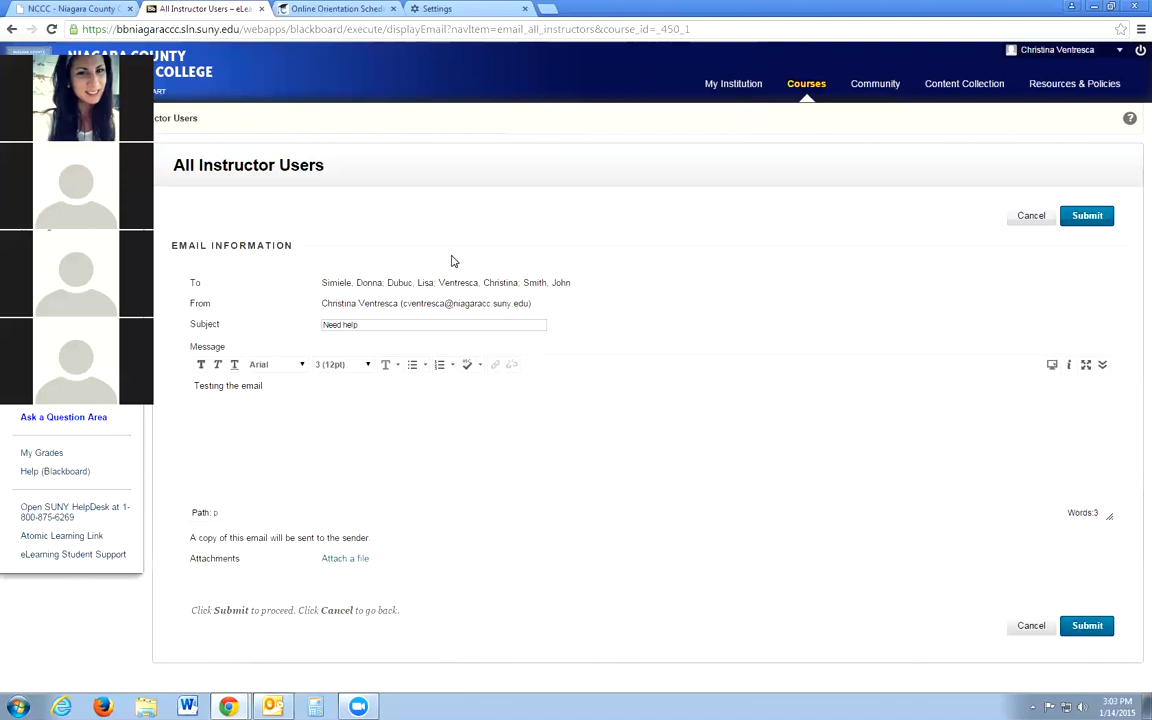 NCCC - Niagara County C
All Instructor Users – eLea
Online Orientation Schedu
Settings
https://bbniagaraccc.sln.suny.edu/webapps/blackboard/execute/displayEmail?navItem=email_all_instructors&course_id=_450_1
NIAGARA COUNTY
COLLEGE
ART
Christina Ventresca
My Institution
Courses
Community
Content Collection
Resources & Policies
ctor Users
?
All Instructor Users
Cancel
Submit
EMAIL INFORMATION
To
Simiele, Donna; Dubuc, Lisa; Ventresca, Christina; Smith, John
From
Christina Ventresca (cventresca@niagaracc.suny.edu)
Subject
Need help
Message
T T T Arial 3 (12pt) T
Testing the email
Path: p
Words:3
A copy of this email will be sent to the sender.
Attachments
Attach a file
Click Submit to proceed. Click Cancel to go back.
Cancel
Submit
Ask a Question Area
My Grades
Help (Blackboard)
Open SUNY HelpDesk at 1-
800-875-6269
Atomic Learning Link
eLearning Student Support
3:03 PM
1/14/2015